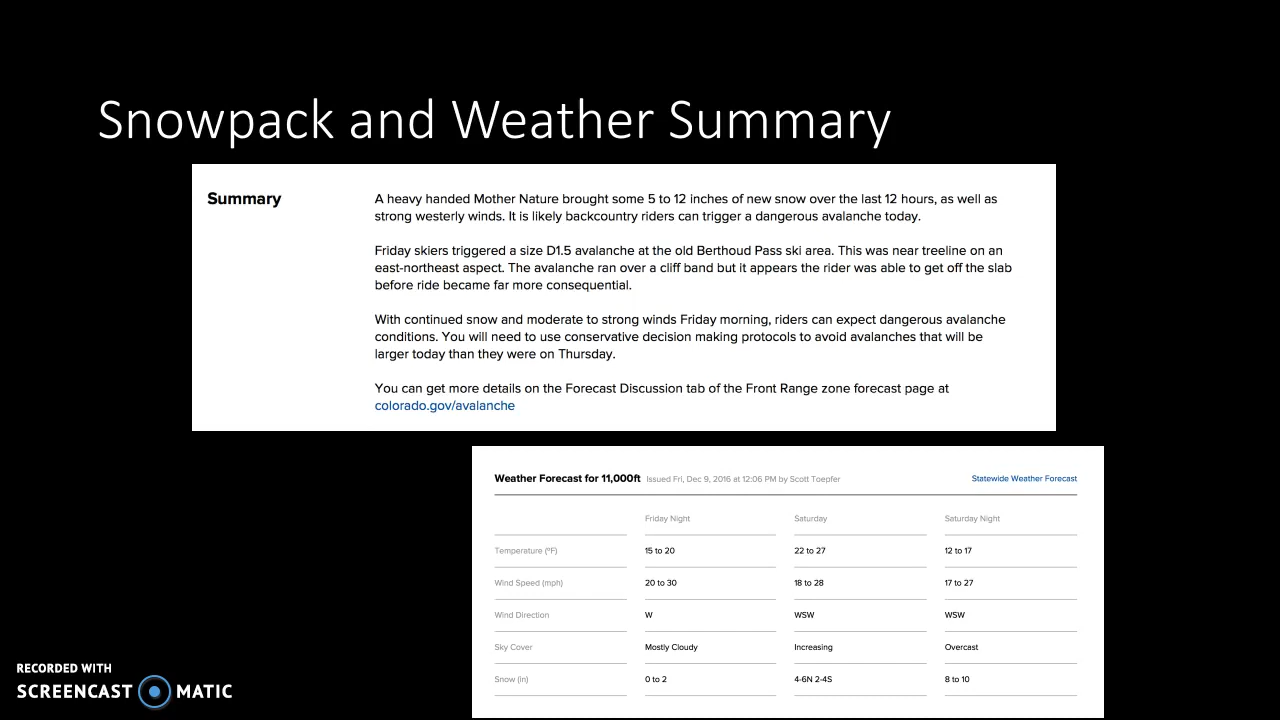 Snowpack and Weather Summary
Summary
A heavy handed Mother Nature brought some 5 to 12 inches of new snow over the last 12 hours, as well as
strong westerly winds. It is likely backcountry riders can trigger a dangerous avalanche today.
Friday skiers triggered a size D1.5 avalanche at the old Berthoud Pass ski area. This was near treeline on an
east-northeast aspect. The avalanche ran over a cliff band but it appears the rider was able to get off the slab
before ride became far more consequential.
With continued snow and moderate to strong winds Friday morning, riders can expect dangerous avalanche
conditions. You will need to use conservative decision making protocols to avoid avalanches that will be
larger today than they were on Thursday.
You can get more details on the Forecast Discussion tab of the Front Range zone forecast page at
colorado.gov/avalanche
Weather Forecast for 11,000ft Issued Fri, Dec 9, 2016 at 12:06 PM by Scott Toepfer Statewide Weather Forecast
Friday Night Saturday Saturday Night
Temperature (ºF) 15 to 20 22 to 27 12 to 17
Wind Speed (mph) 20 to 30 18 to 28 17 to 27
Wind Direction W WSW WSW
Sky Cover Mostly Cloudy Increasing Overcast
Snow (in) 0 to 2 4-6N 2-4S 8 to 10
RECORDED WITH
SCREENCAST MATIC